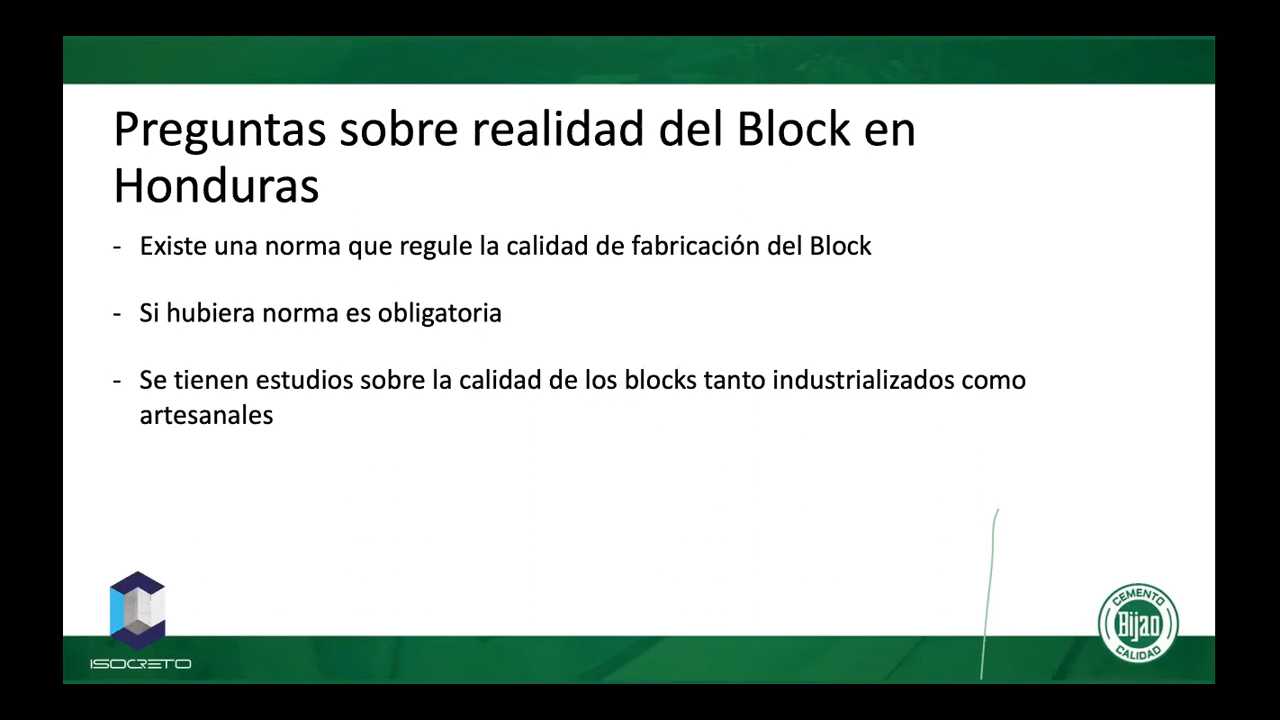 Preguntas sobre realidad del Block en
Honduras
- Existe una norma que regule la calidad de fabricación del Block
- Si hubiera norma es obligatoria
- Se tienen estudios sobre la calidad de los blocks tanto industrializados como
artesanales
ISOCRETO
CEMENTO
Bijao
CALIDAD